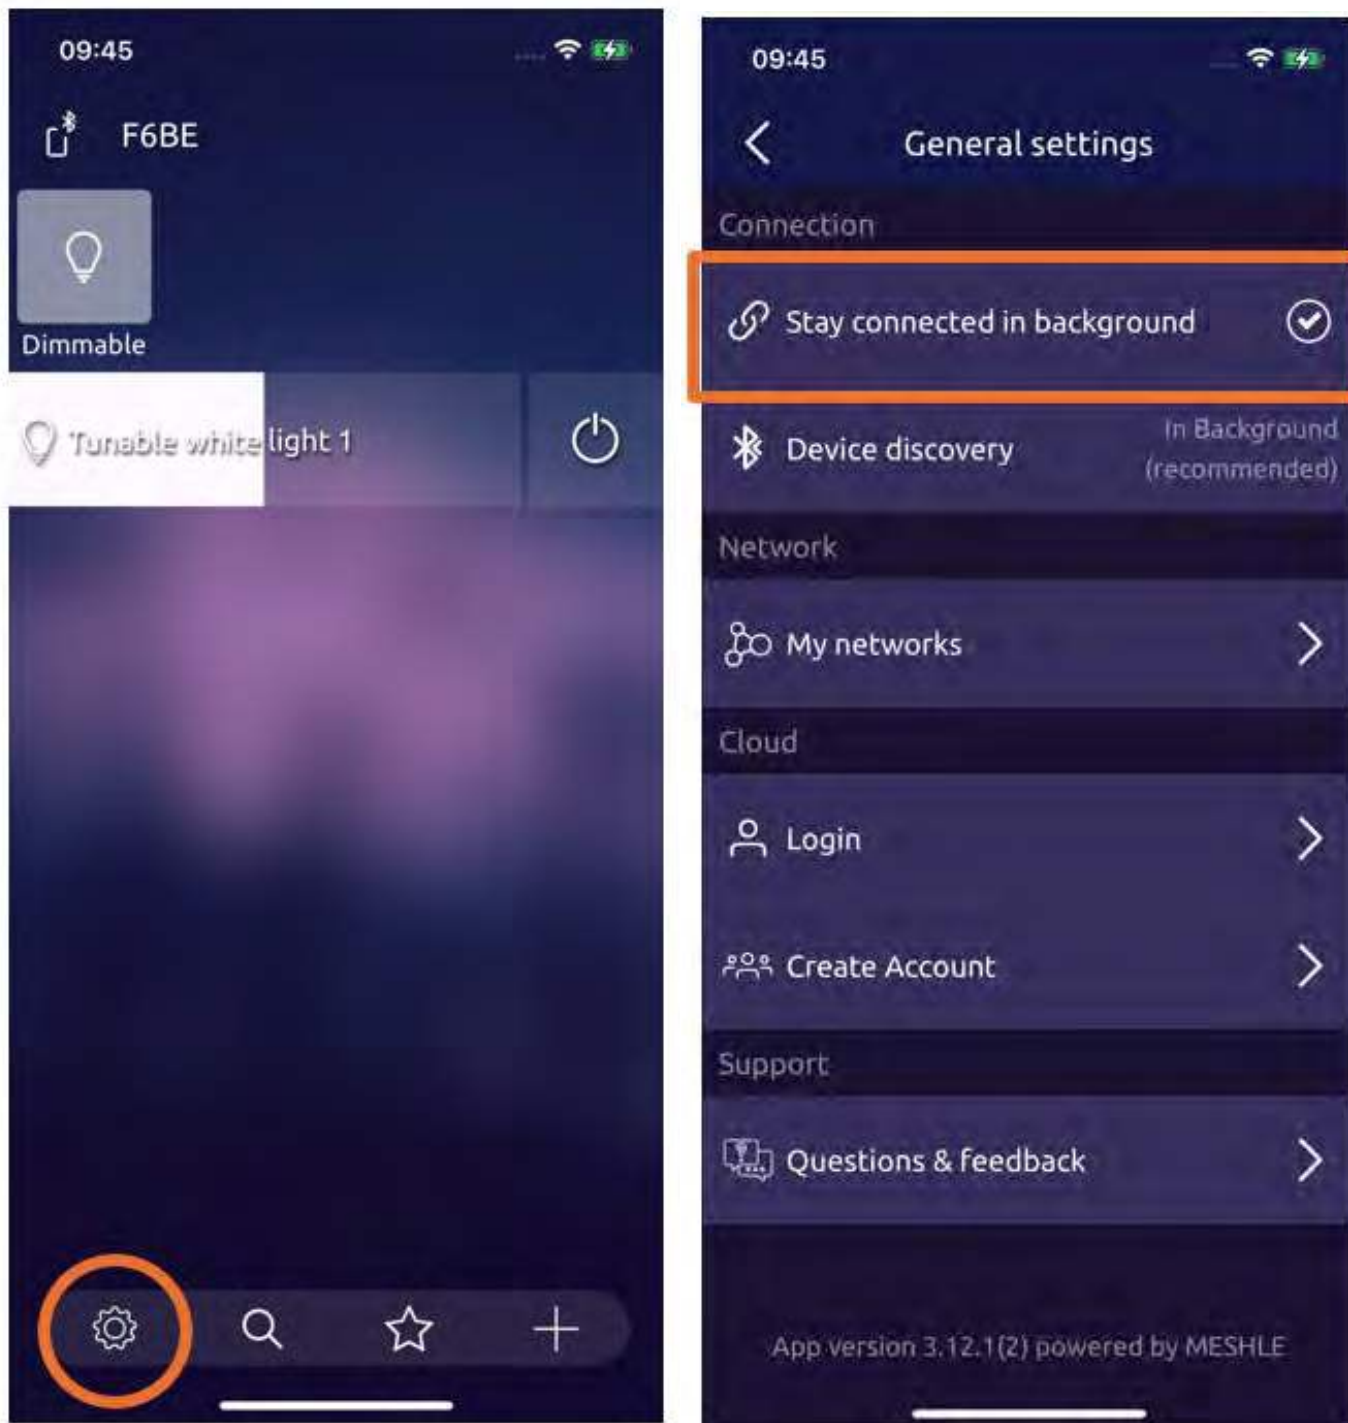 09:45
F6BE
Dimmable
Tunable white light 1
09:45
General settings
Connection
Stay connected in background
Device discovery
In Background
(recommended)
Network
My networks
Cloud
Login
Create Account
Support
Questions & feedback
App version 3.12.1(2) powered by MESHLE